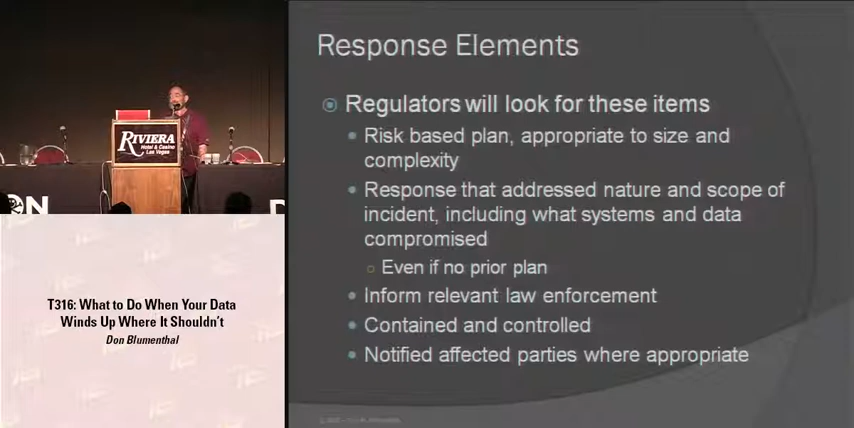 RIVIERA
Hotel & Casino
Las Vegas
ON
D
T316: What to Do When Your Data
Winds Up Where It Shouldn't
Don Blumenthal
Response Elements
Regulators will look for these items
Risk based plan, appropriate to size and
complexity
Response that addressed nature and scope of
incident, including what systems and data
compromised
Even if no prior plan
Inform relevant law enforcement
Contained and controlled
Notified affected parties where appropriate